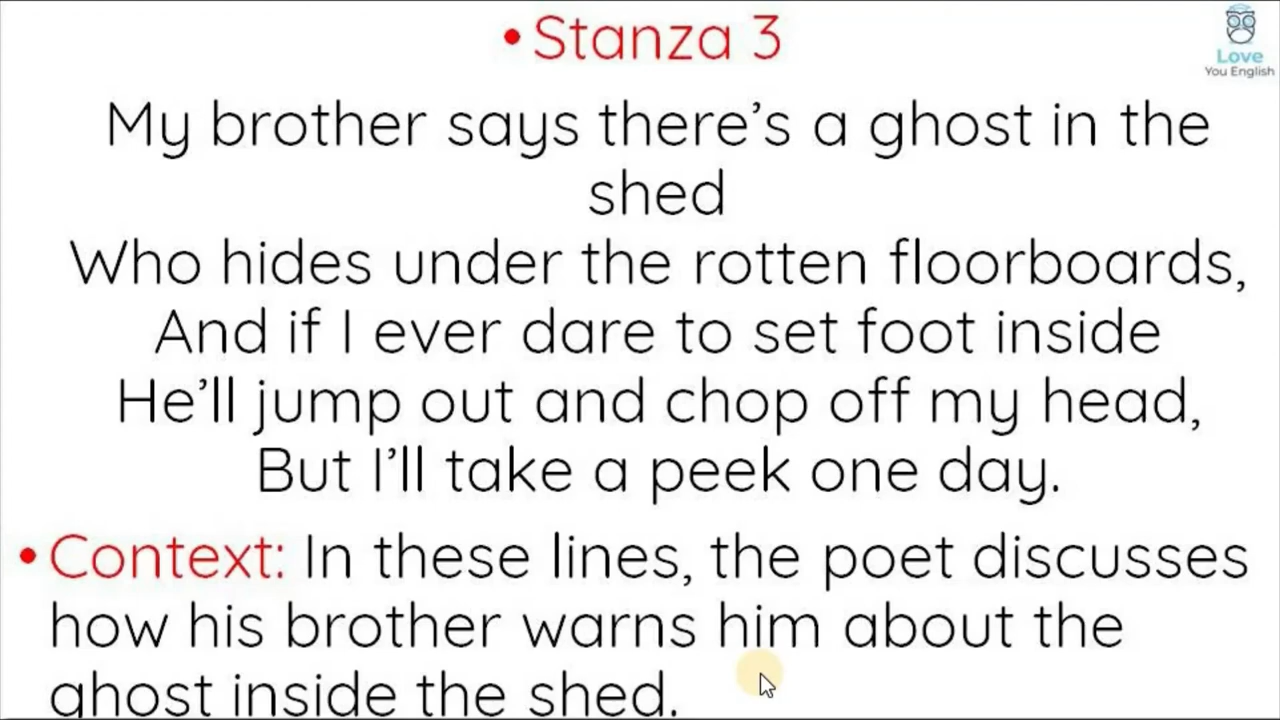 • Stanza 3
Love
You English
My brother says there’s a ghost in the
shed
Who hides under the rotten floorboards,
And if I ever dare to set foot inside
He’ll jump out and chop off my head,
But I’ll take a peek one day.
• Context: In these lines, the poet discusses
how his brother warns him about the
ghost inside the shed.